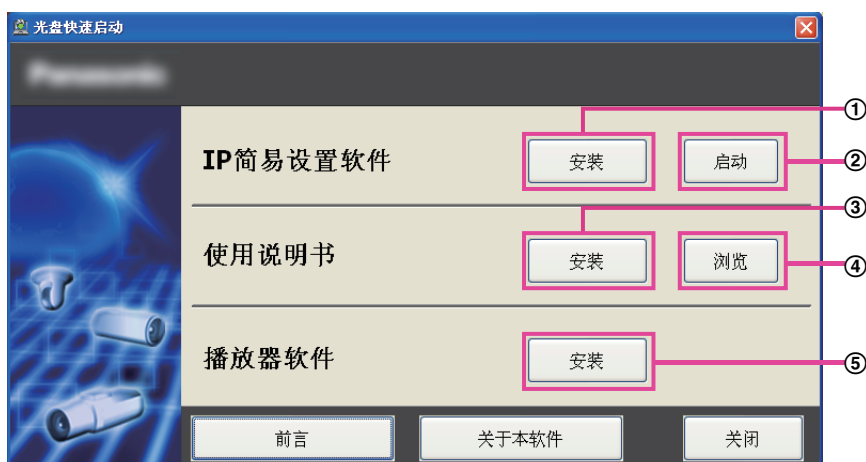 光盘快速启动
Panasonic
①
IP简易设置软件 安装 启动 ②
③
使用说明书 安装 浏览 ④
播放器软件 安装 ⑤
前言 关于本软件 关闭